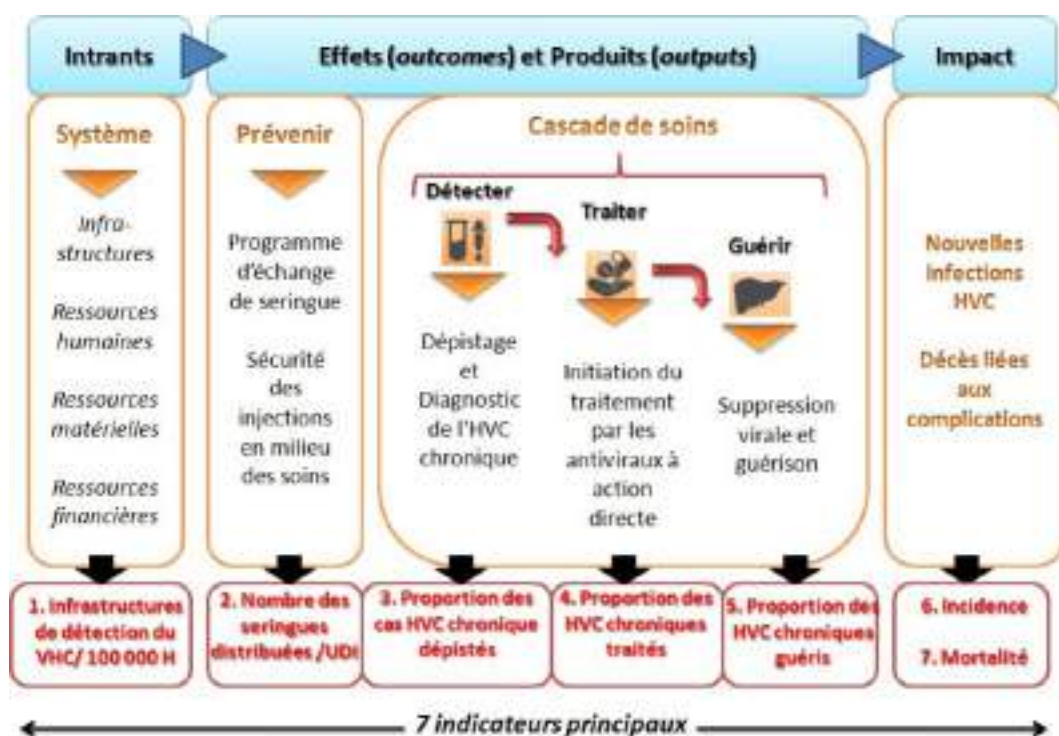 Intrants
Effets (outcomes) et Produits (outputs)
Impact
Système
Infra-
structures
Ressources
humaines
Ressources
matérielles
Ressources
financières
Prévenir
Programme
d'échange
de seringue
Sécurité
des
injections
en milieu
des soins
Cascade de soins
Détecter
Dépistage
et
Diagnostic
de l'HVC
chronique
Traiter
Initiation du
traitement
par les
antiviraux à
action
directe
Guérir
Suppression
virale et
guérison
Nouvelles
infections
HVC
Décès liées
aux
complications
1. Infrastructures
de détection du
VHC/ 100 000 H
2. Nombre des
seringues
distribuées /UDI
3. Proportion des
cas HVC chronique
dépistés
4. Proportion des
HVC chroniques
traités
5. Proportion des
HVC chroniques
guéris
6. Incidence
7. Mortalité
7 indicateurs principaux